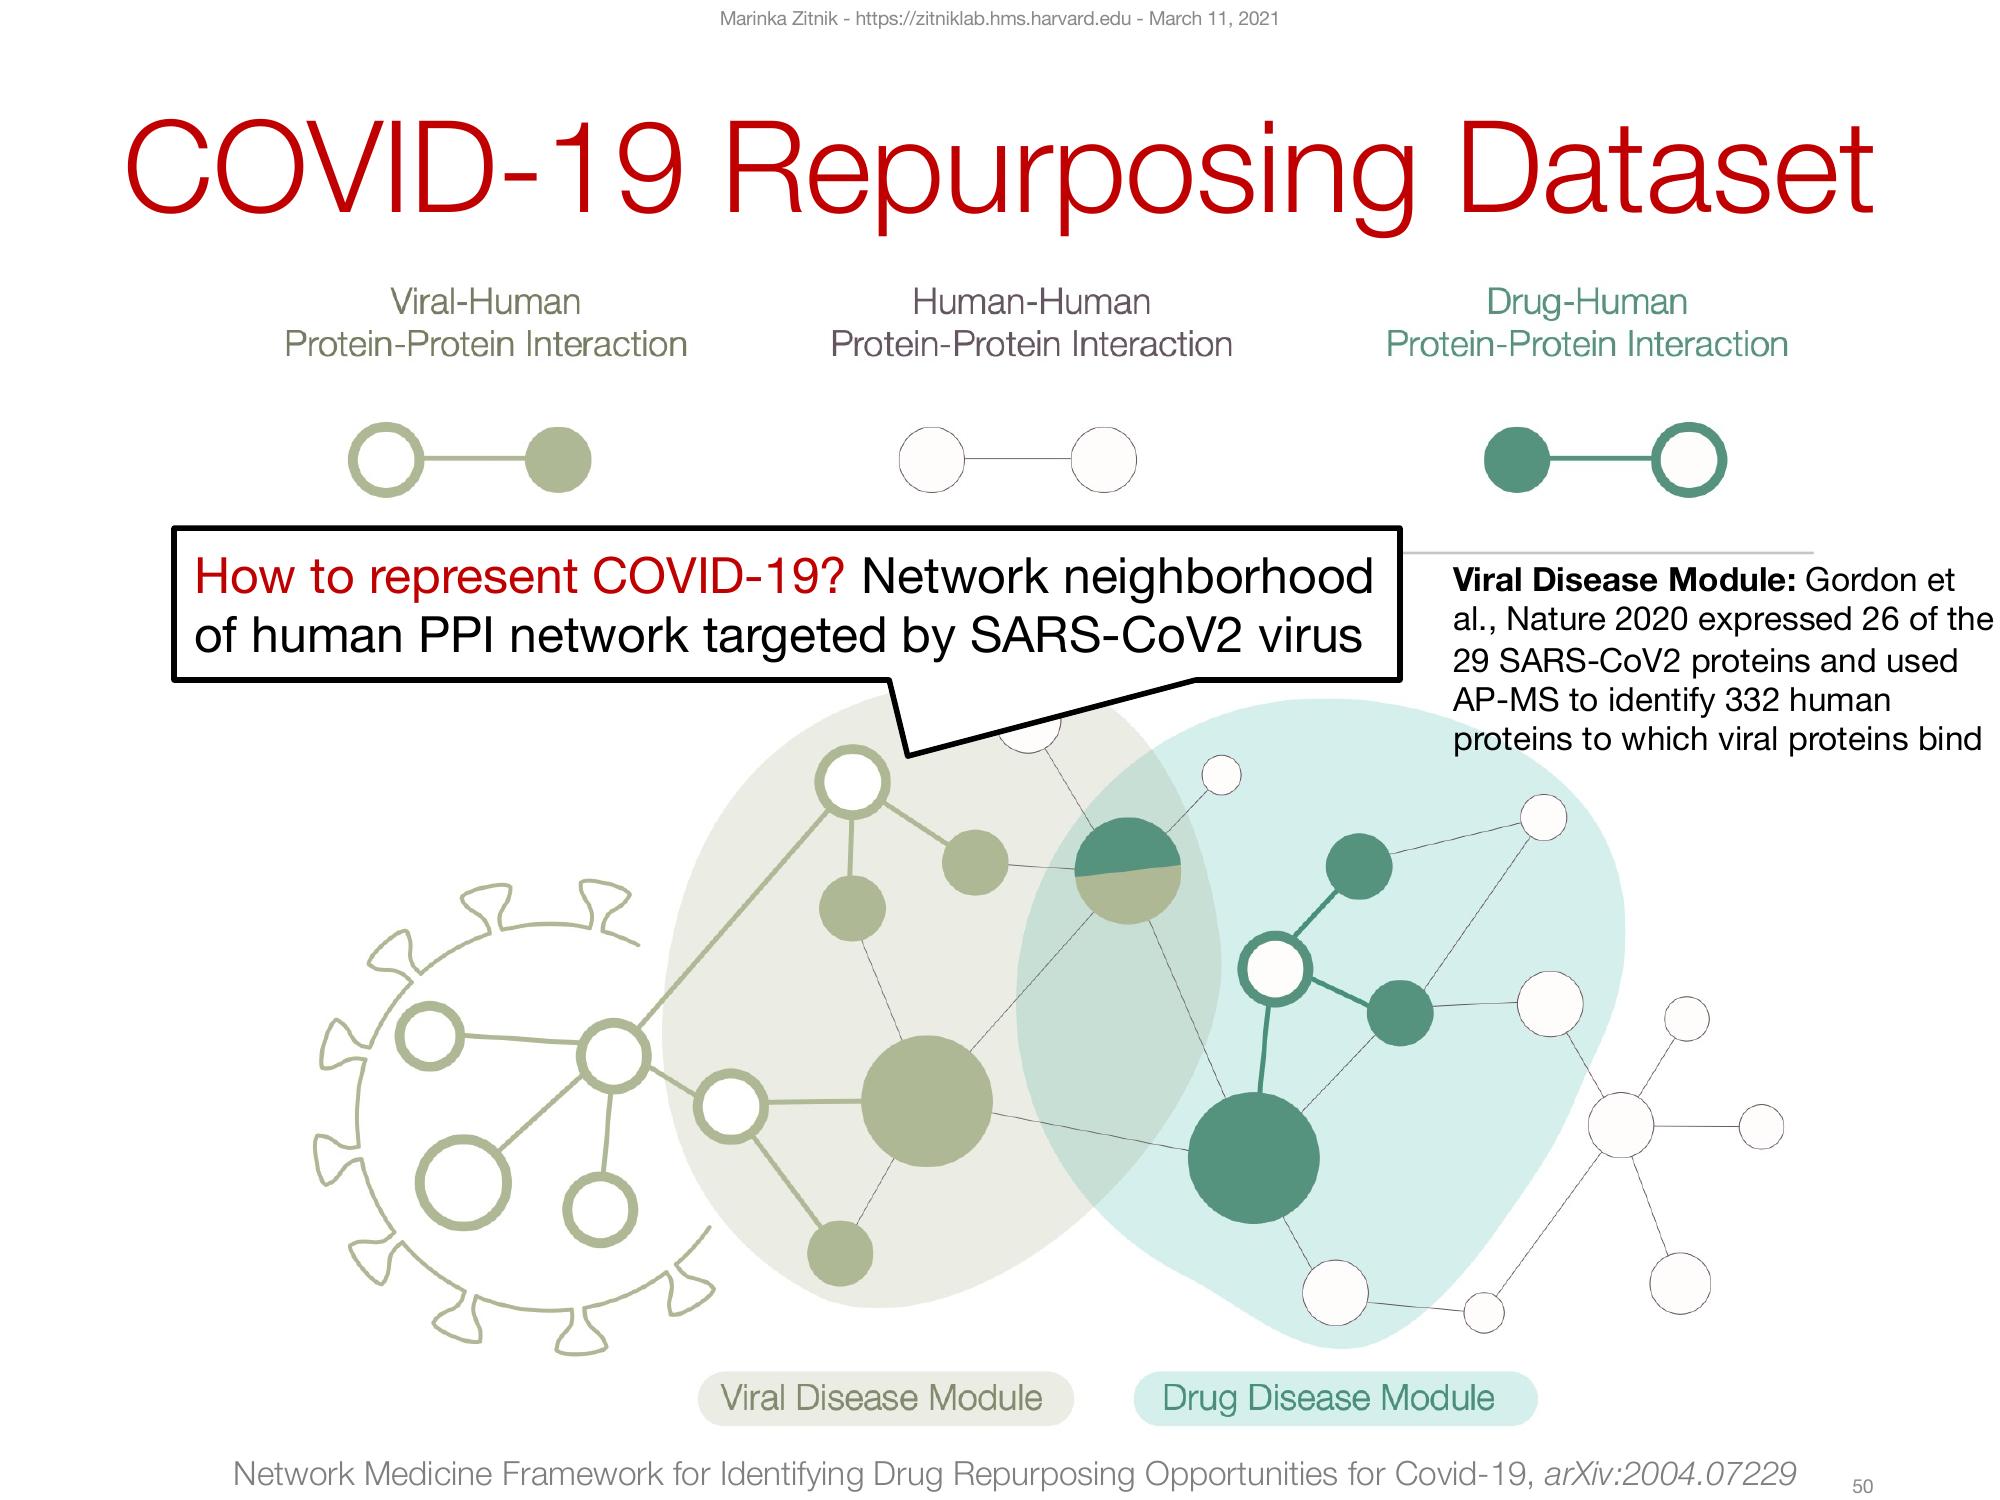 Marinka Zitnik - https://zitniklab.hms.harvard.edu - March 11, 2021
COVID-19 Repurposing Dataset
Viral-Human
Protein-Protein Interaction
Human-Human
Protein-Protein Interaction
Drug-Human
Protein-Protein Interaction
How to represent COVID-19? Network neighborhood
of human PPI network targeted by SARS-CoV2 virus
Viral Disease Module: Gordon et
al., Nature 2020 expressed 26 of the
29 SARS-CoV2 proteins and used
AP-MS to identify 332 human
proteins to which viral proteins bind
Viral Disease Module
Drug Disease Module
Network Medicine Framework for Identifying Drug Repurposing Opportunities for Covid-19, arXiv:2004.07229
50